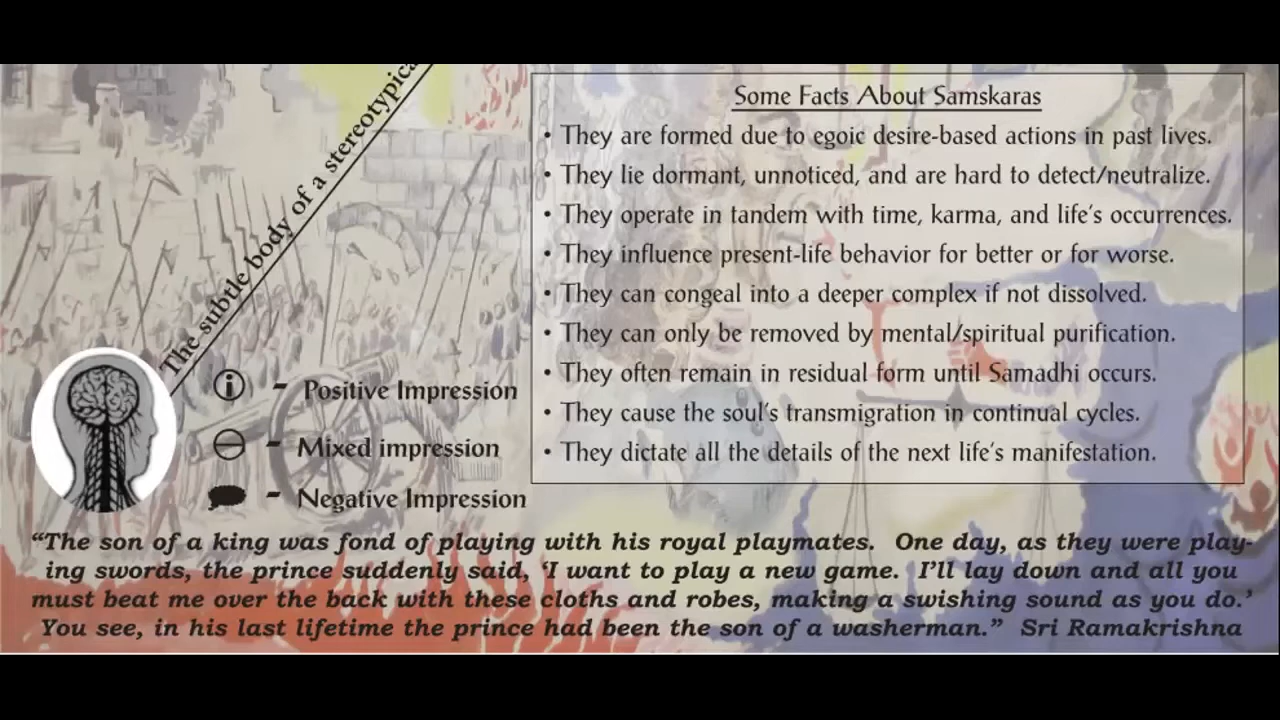 The subtle body of a stereotypica
Some Facts About Samskaras
• They are formed due to egoic desire-based actions in past lives.
• They lie dormant, unnoticed, and are hard to detect/neutralize.
• They operate in tandem with time, karma, and life's occurrences.
• They influence present-life behavior for better or for worse.
• They can congeal into a deeper complex if not dissolved.
• They can only be removed by mental/spiritual purification.
• They often remain in residual form until Samadhi occurs.
• They cause the soul's transmigration in continual cycles.
• They dictate all the details of the next life's manifestation.
i - Positive Impression
- Mixed impression
- Negative Impression
“The son of a king was fond of playing with his royal playmates. One day, as they were play-
ing swords, the prince suddenly said, ‘I want to play a new game. I’ll lay down and all you
must beat me over the back with these cloths and robes, making a swishing sound as you do.’
You see, in his last lifetime the prince had been the son of a washerman.” Sri Ramakrishna